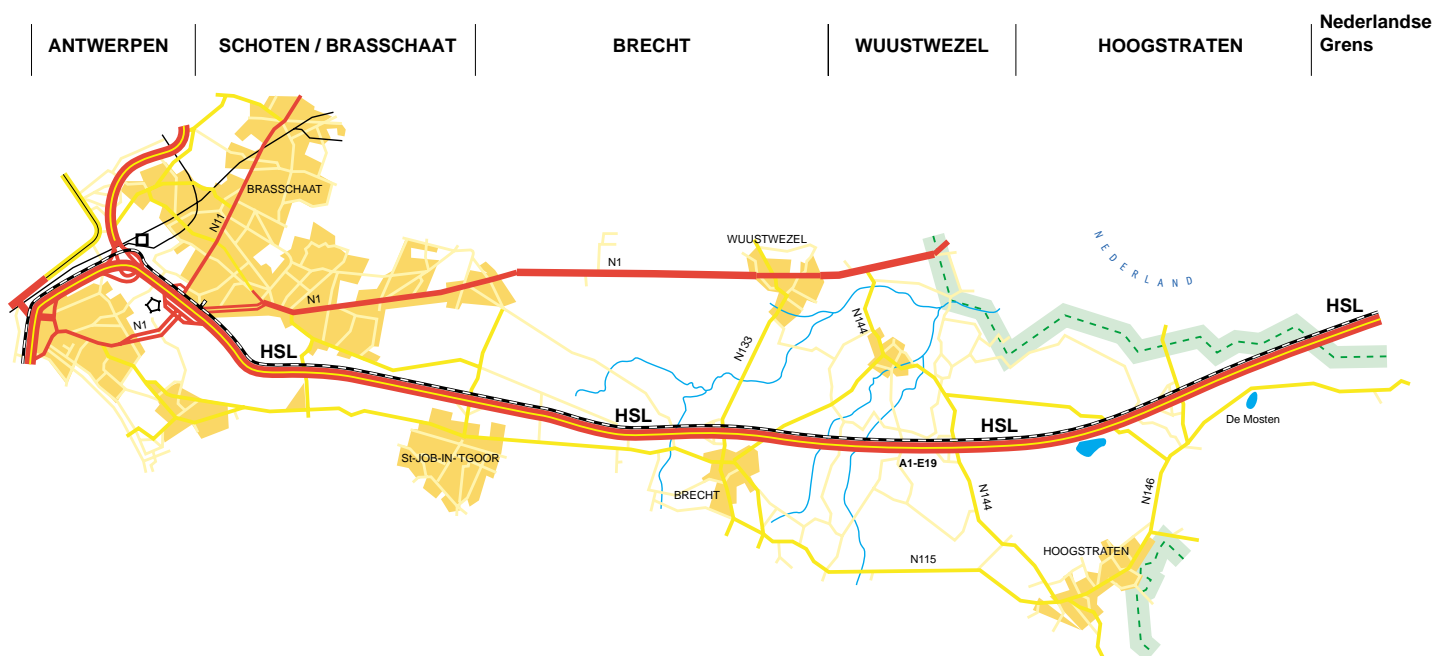 ANTWERPEN
SCHOTEN / BRASSCHAAT
BRECHT
WUUSTWEZEL
HOOGSTRATEN
Nederlandse
Grens
BRASSCHAAT
N11
WUUSTWEZEL
NEDERLAND
N1
N1
N1
HSL
N133
N144
HSL
HSL
HSL
De Mosten
St-JOB-IN-'TGOOR
A1-E19
BRECHT
N144
N146
HOOGSTRATEN
N115